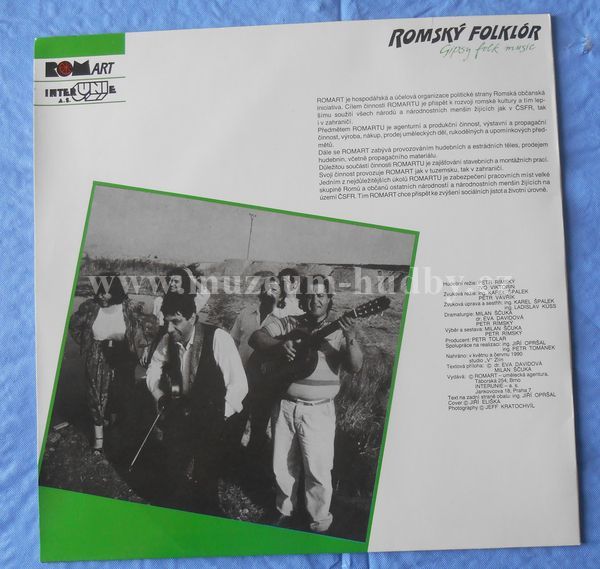 ROMSKÝ FOLKLÓR
Gipsy folk music
ROMART
INTERUNIE
A.S.
ROMART je hospodářská a účelová organizace politické strany Romská občanská
iniciativa. Cílem činnosti ROMARTU je přispět k rozvoji romské kultury a tím lep-
šímu soužití všech národů a národnostních menšin žijících jak v ČSFR, tak
i v zahraničí.
Předmětem ROMARTU je agenturní a produkční činnost, výstavní a propagační
činnost, výroba, nákup, prodej uměleckých děl, rukodělných a upomínkových před-
mětů.
Dále se ROMART zabývá provozováním hudebních a estrádních těles, prodejem
hudebnin, včetně propagačního materiálu.
Důležitou součástí činnosti ROMARTU je zajišťování stavebních a montážních prací.
Svoji činnost provozuje ROMART jak v tuzemsku, tak v zahraničí.
Jedním z nejdůležitějších úkolů ROMARTU je zabezpečení pracovních míst velké
skupině Romů a občanů ostatních národností a národnostních menšin žijících na
území ČSFR. Tím ROMART chce přispět ke zvýšení sociálních jistot a životní úrovně.
www.muzeum-hudby.cz
Hudební režie: PETR RÍMSKÝ
IVO VIKTORIN
Zvuková režie: ing. KAREL ŠPALEK
PETR VAVŘÍK
Zvuková úprava a sestřih: ing. KAREL ŠPALEK
ing. LADISLAV KUSS
Dramaturgie: MILAN ŠČUKA
dr. EVA DAVIDOVÁ
PETR RÍMSKÝ
Výběr a sestava: MILAN ŠČUKA
PETR RÍMSKÝ
Producent: PETR TOLAR
Spolupráce na realizaci: ing. JIŘÍ OPRŠAL
ing. PETR TOMANEK
Nahráno: v květnu a červnu 1990
studio „V“ Zlín
Textová příloha: © dr. EVA DAVIDOVÁ
MILAN ŠČUKA
Vydává: © ROMART – umělecká agentura,
Táborská 254, Brno
INTERUNIE – a. s.
Jankovcova 18, Praha 7
Text na zadní straně obalu: ing. JIŘÍ OPRŠAL
Cover © JIŘÍ ELIŠKA
Photography © JEFF KRATOCHVÍL